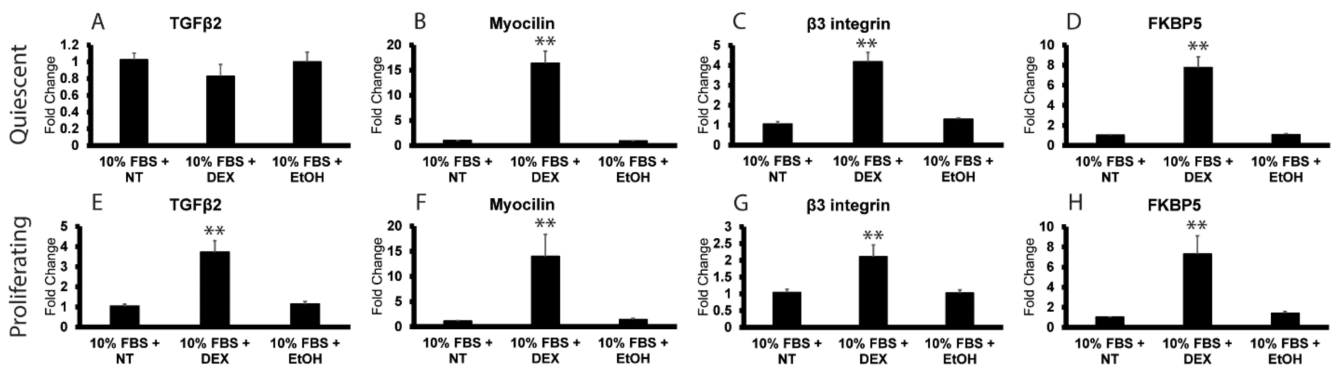 Quiescent
A
TGFβ2
Fold Change
1.2
1
0.8
0.6
0.4
0.2
0
10% FBS + 10% FBS + 10% FBS +
NT DEX EtOH
B
Myocilin
**
Fold Change
20
15
10
5
0
10% FBS + 10% FBS + 10% FBS +
NT DEX EtOH
C
β3 integrin
**
Fold Change
5
4
3
2
1
0
10% FBS + 10% FBS + 10% FBS +
NT DEX EtOH
D
FKBP5
**
Fold Change
10
8
6
4
2
0
10% FBS + 10% FBS + 10% FBS +
NT DEX EtOH
Proliferating
E
TGFβ2
**
Fold Change
5
4
3
2
1
0
10% FBS + 10% FBS + 10% FBS +
NT DEX EtOH
F
Myocilin
**
Fold Change
20
15
10
5
0
10% FBS + 10% FBS + 10% FBS +
NT DEX EtOH
G
β3 integrin
**
Fold Change
3
2.5
2
1.5
1
0.5
0
10% FBS + 10% FBS + 10% FBS +
NT DEX EtOH
H
FKBP5
**
Fold Change
10
8
6
4
2
0
10% FBS + 10% FBS + 10% FBS +
NT DEX EtOH